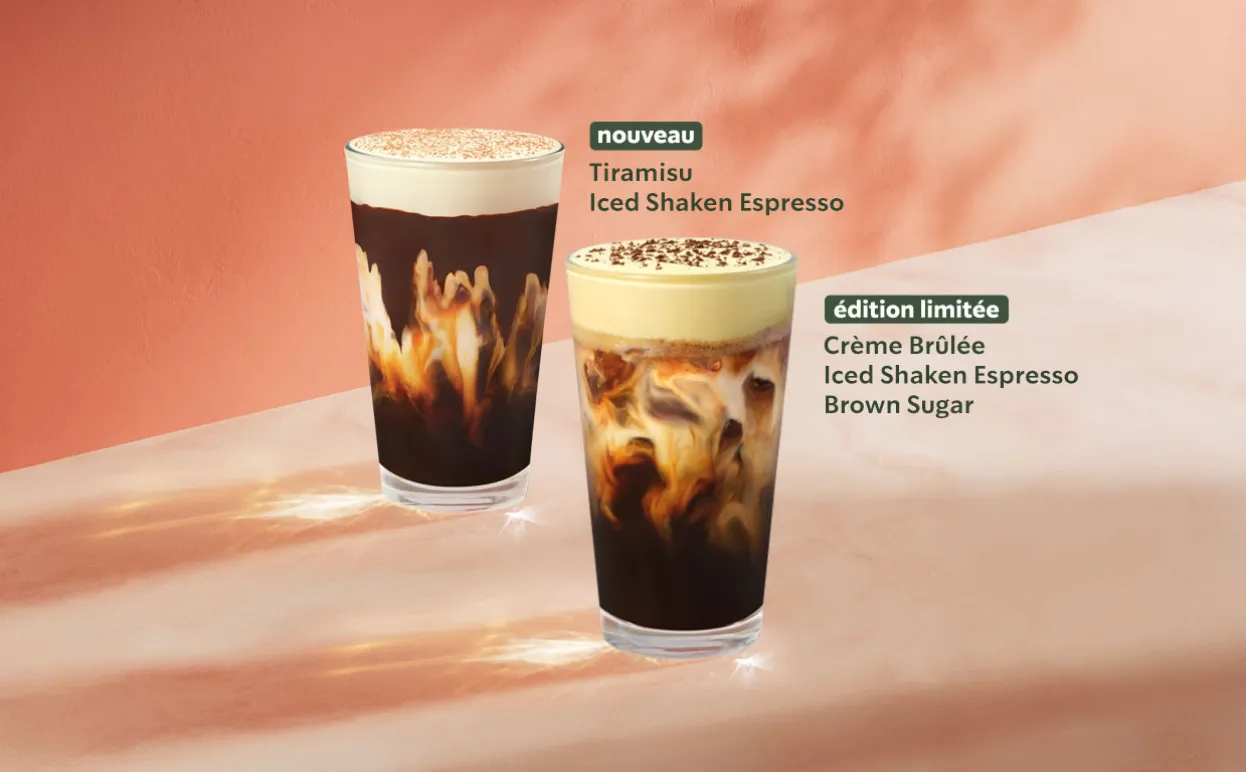 nouveau
Tiramisu
Iced Shaken Espresso
édition limitée
Crème Brûlée
Iced Shaken Espresso
Brown Sugar